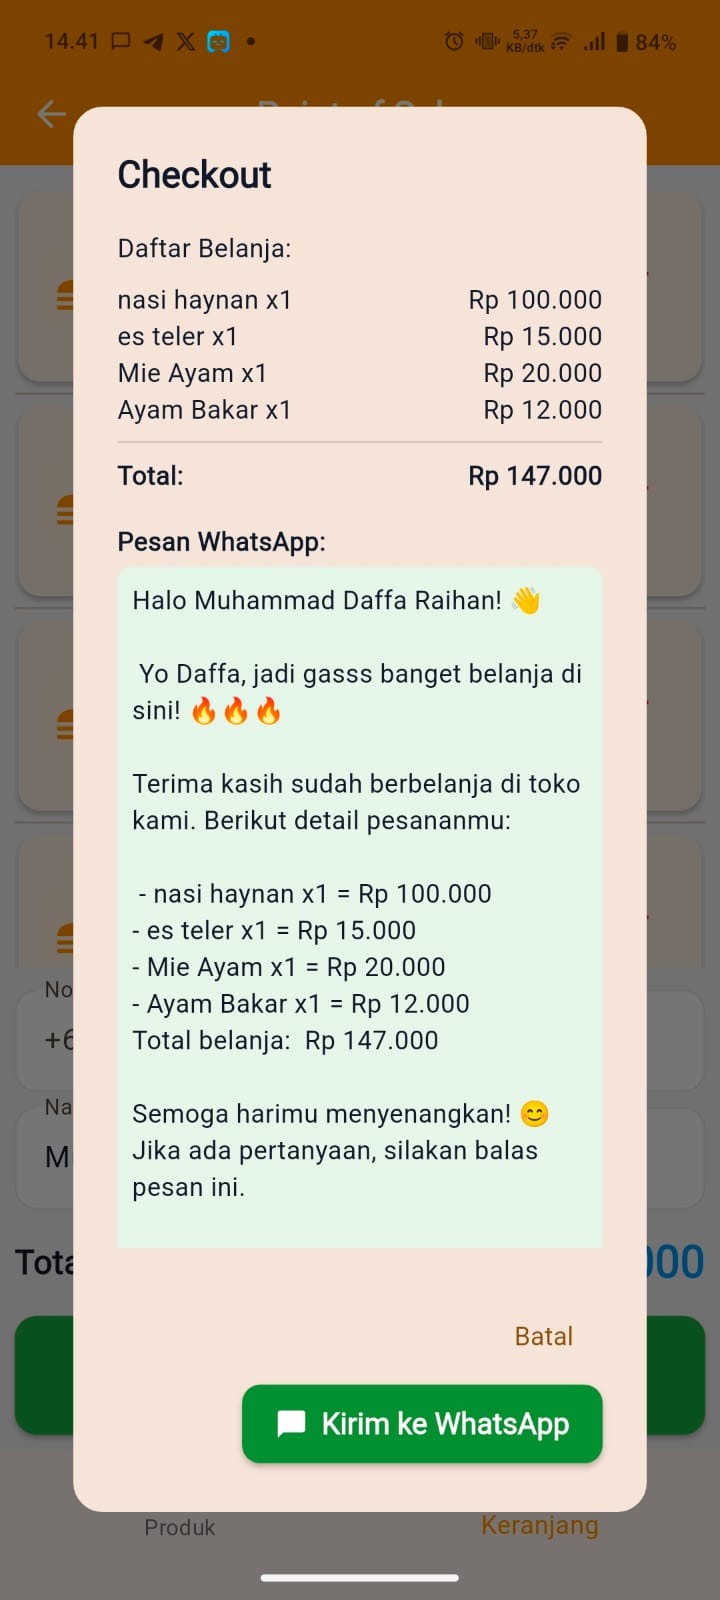 14.41
5,37
KB/dtk
84%
Checkout
Daftar Belanja:
nasi haynan x1 Rp 100.000
es teler x1 Rp 15.000
Mie Ayam x1 Rp 20.000
Ayam Bakar x1 Rp 12.000
Total: Rp 147.000
Pesan WhatsApp:
Halo Muhammad Daffa Raihan! 👋
Yo Daffa, jadi gasss banget belanja di
sini! 🔥🔥🔥
Terima kasih sudah berbelanja di toko
kami. Berikut detail pesananmu:
- nasi haynan x1 = Rp 100.000
- es teler x1 = Rp 15.000
- Mie Ayam x1 = Rp 20.000
- Ayam Bakar x1 = Rp 12.000
Total belanja:  Rp 147.000
Semoga harimu menyenangkan! 😊
Jika ada pertanyaan, silakan balas
pesan ini.
Batal
Kirim ke WhatsApp
Produk
Keranjang